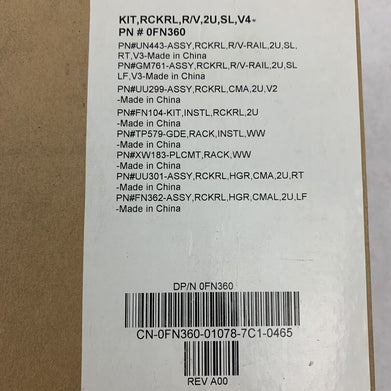 KIT,RCKRL,R/V,2U,SL,V4~
PN # 0FN360
PN#UN443-ASSY,RCKRL,R/V-RAIL,2U,SL,
RT,V3-Made in China
PN#GM761-ASSY,RCKRL,R/V-RAIL,2U,SL
LF,V3-Made in China
PN#UU299-ASSY,RCKRL,CMA,2U,V2
-Made in China
PN#FN104-KIT,INSTL,RCKRL,2U
-Made in China
PN#TP579-GDE,RACK,INSTL,WW
-Made in China
PN#XW183-PLCMT,RACK,WW
-Made in China
PN#UU301-ASSY,RCKRL,HGR,CMA,2U,RT
-Made in China
PN#FN362-ASSY,RCKRL,HGR,CMAL,2U,LF
-Made in China
DP/N 0FN360
CN-0FN360-01078-7C1-0465
REV A00